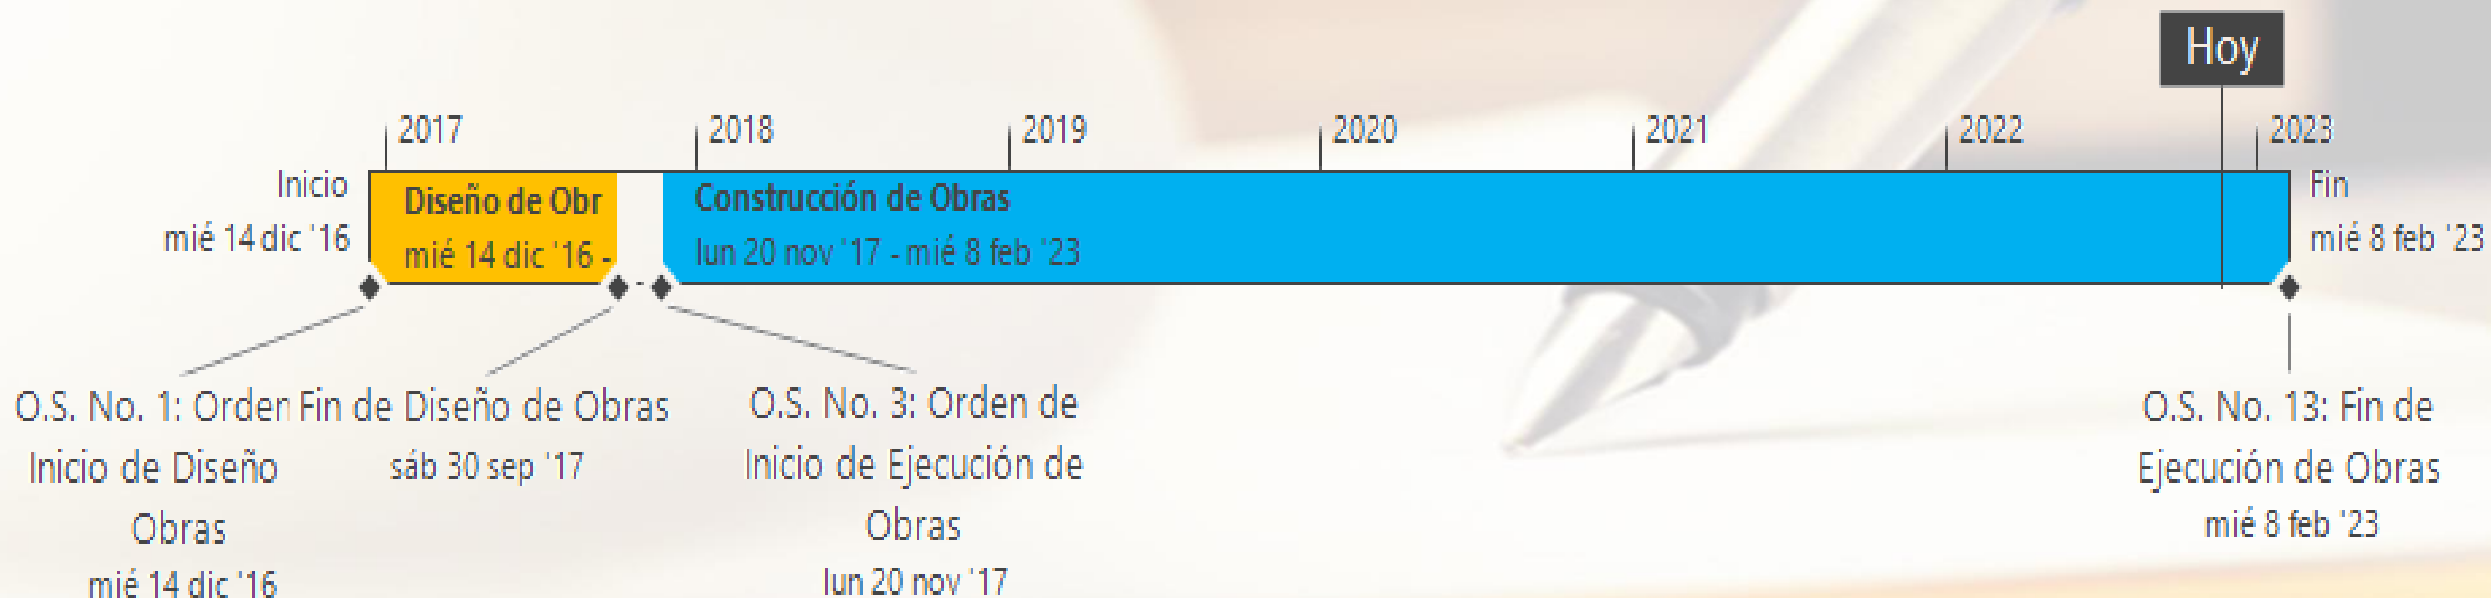 Hoy
2017
2018
2019
2020
2021
2022
2023
Inicio
mié 14 dic '16
Diseño de Obr
mié 14 dic '16 -
Construcción de Obras
lun 20 nov '17 - mié 8 feb '23
Fin
mié 8 feb '23
O.S. No. 1: Orden
Inicio de Diseño
Obras
mié 14 dic '16
Fin de Diseño de Obras
sáb 30 sep '17
O.S. No. 3: Orden de
Inicio de Ejecución de
Obras
lun 20 nov '17
O.S. No. 13: Fin de
Ejecución de Obras
mié 8 feb '23